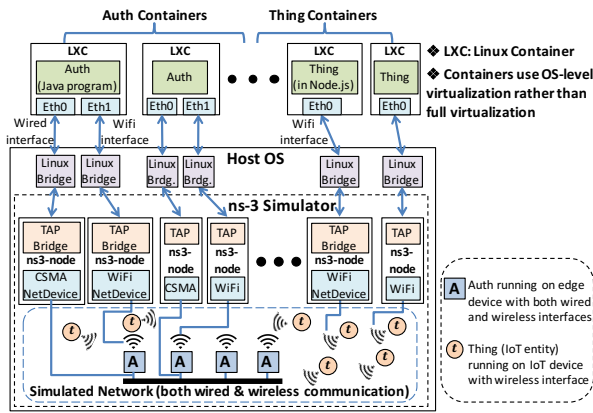 Auth Containers
Thing Containers
LXC
Auth
(Java program)
Eth0
Eth1
LXC
Auth
Eth0
Eth1
LXC
Thing
(in Node.js)
Eth0
LXC
Thing
Eth0
❖ LXC: Linux Container
❖ Containers use OS-level
virtualization rather than
full virtualization
Wired
interface
Wifi
interface
Wifi
interface
Host OS
Linux
Bridge
Linux
Bridge
Linux
Brdg.
Linux
Brdg.
Linux
Bridge
Linux
Bridge
ns-3 Simulator
TAP
Bridge
ns3-node
CSMA
NetDevice
TAP
Bridge
ns3-node
WiFi
NetDevice
TAP
ns3-
node
CSMA
TAP
ns3-
node
WiFi
TAP
Bridge
ns3-node
WiFi
NetDevice
TAP
ns3-
node
WiFi
t
t
t
t
t
t
t
t
A
A
A
A
Simulated Network (both wired & wireless communication)
A
Auth running on edge
device with both wired
and wireless interfaces
t
Thing (IoT entity)
running on IoT device
with wireless interface